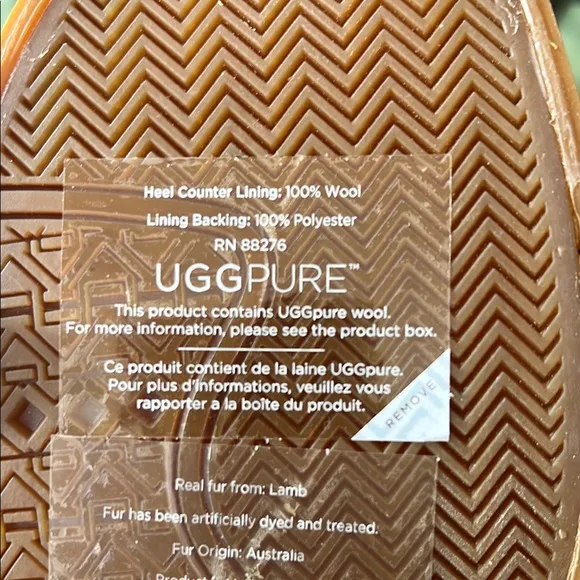 Heel Counter Lining: 100% Wool
Lining Backing: 100% Polyester
RN 88276
UGGPURE™
This product contains UGGpure wool.
For more information, please see the product box.
Ce produit contient de la laine UGGpure.
Pour plus d'informations, veuillez vous
rapporter a la boîte du produit.
REMOVE
Real fur from: Lamb
Fur has been artificially dyed and treated.
Fur Origin: Australia